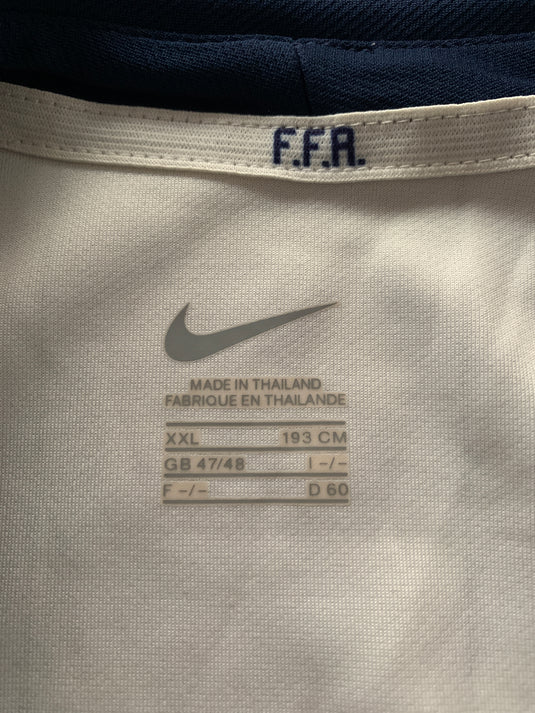 F.F.R.
MADE IN THAILAND
FABRIQUE EN THAILANDE
XXL 193 CM
GB 47/48 I -/-
F -/- D 60